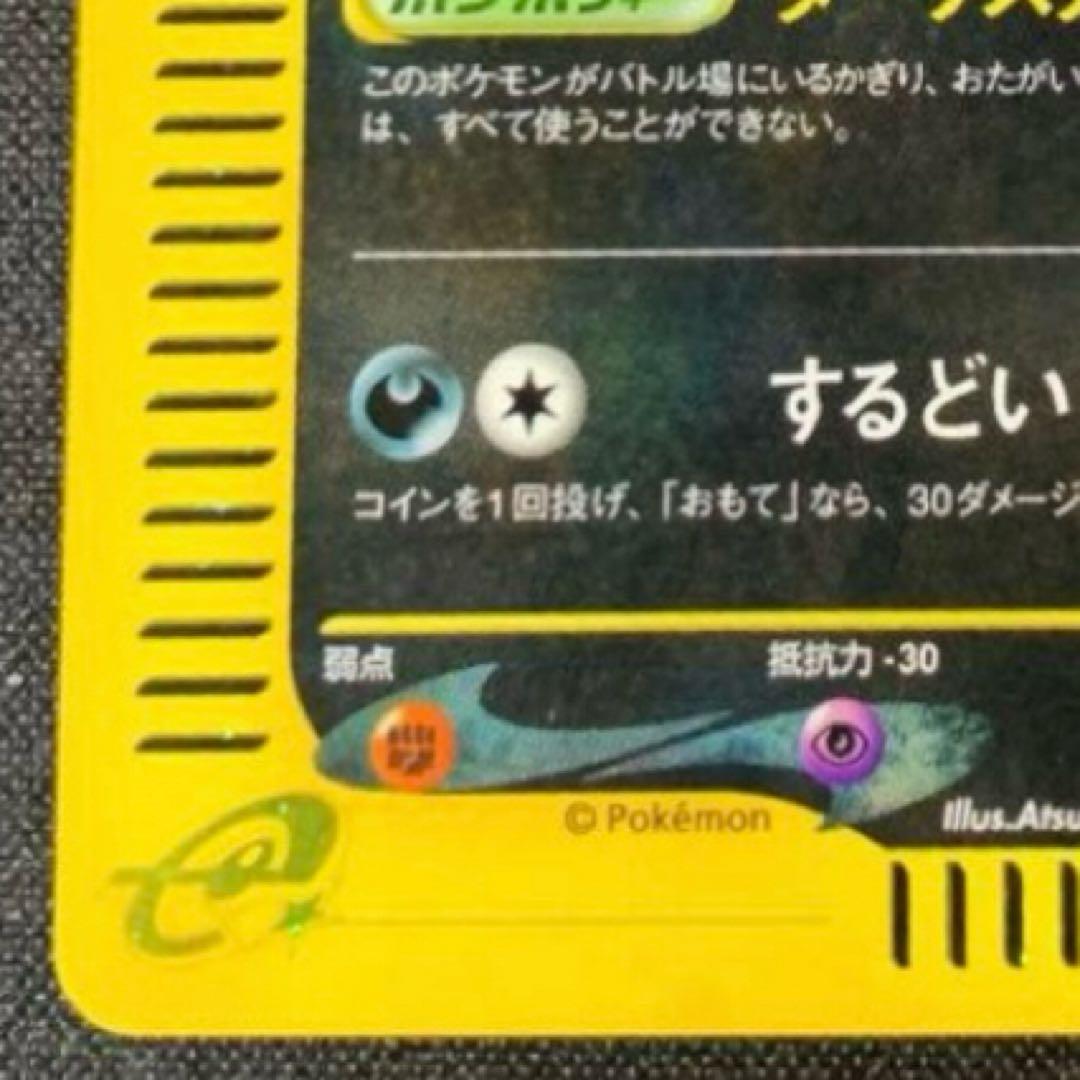 このポケモンがバトル場にいるかぎり、おたがい
は、すべて使うことができない。
するどい
コインを1回投げ、「おもて」なら、30ダメージ
弱点
抵抗力 -30
© Pokémon
Illus.Atsu
e